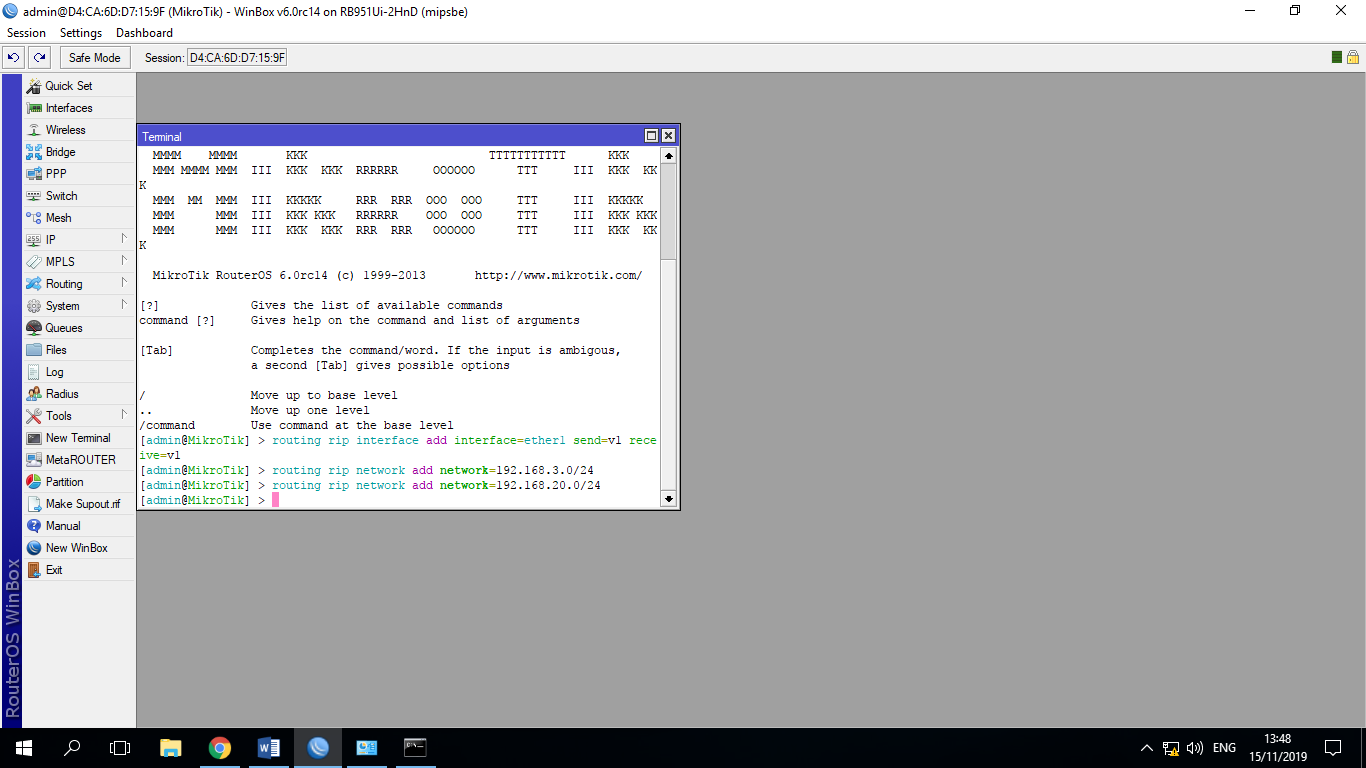 admin@D4:CA:6D:D7:15:9F (MikroTik) - WinBox v6.0rc14 on RB951Ui-2HnD (mipsbe)
Session Settings Dashboard
Safe Mode Session: D4:CA:6D:D7:15:9F
Quick Set
Interfaces
Wireless
Bridge
PPP
Switch
Mesh
IP
MPLS
Routing
System
Queues
Files
Log
Radius
Tools
New Terminal
MetaROUTER
Partition
Make Supout.rif
Manual
New WinBox
Exit
RouterOS WinBox
Terminal
MMMM MMMM KKK TTTTTTTTTTT KKK
MMM MMMM MMM III KKK KKK RRRRRR OOOOOO TTT III KKK KK
K
MMM MM MMM III KKKKK RRR RRR OOO OOO TTT III KKKKK
MMM MMM III KKK KKK RRRRRR OOO OOO TTT III KKK KKK
MMM MMM III KKK KKK RRR RRR OOOOOO TTT III KKK KK
K
MikroTik RouterOS 6.0rc14 (c) 1999-2013 http://www.mikrotik.com/
[?] Gives the list of available commands
command [?] Gives help on the command and list of arguments
[Tab] Completes the command/word. If the input is ambigous,
a second [Tab] gives possible options
/ Move up to base level
.. Move up one level
/command Use command at the base level
[admin@MikroTik] > routing rip interface add interface=ether1 send=v1 rece
ive=v1
[admin@MikroTik] > routing rip network add network=192.168.3.0/24
[admin@MikroTik] > routing rip network add network=192.168.20.0/24
[admin@MikroTik] >
ENG
13:48
15/11/2019